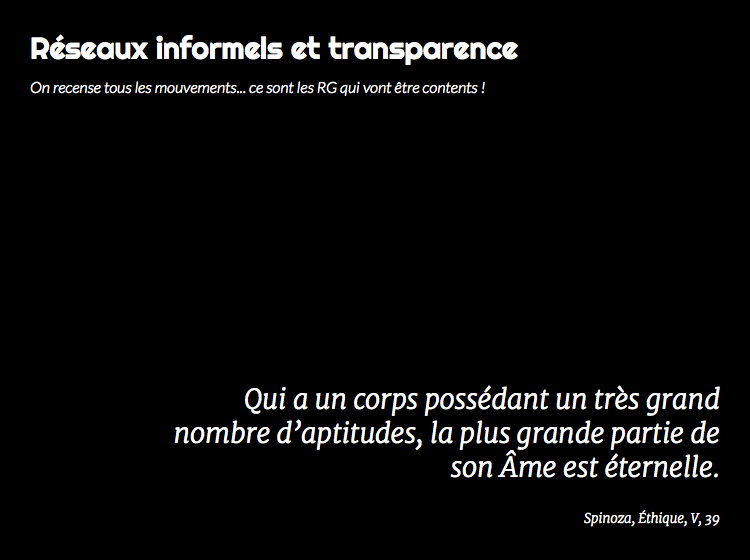 Réseaux informels et transparence
On recense tous les mouvements... ce sont les RG qui vont être contents !
Qui a un corps possédant un très grand
nombre d’aptitudes, la plus grande partie de
son Âme est éternelle.
Spinoza, Éthique, V, 39